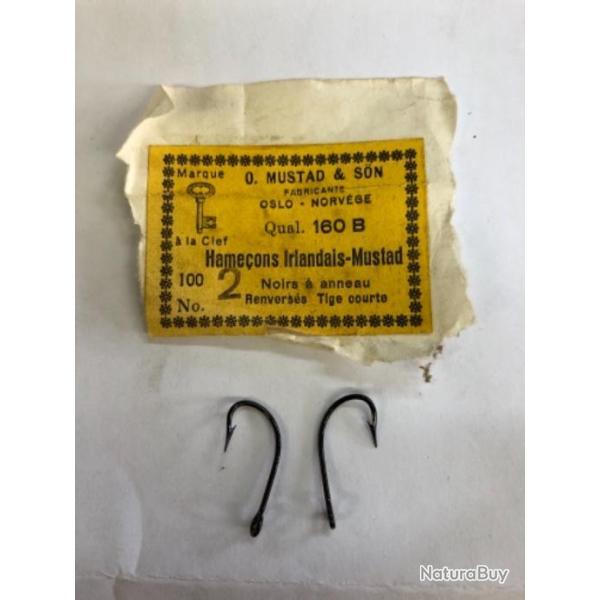 Marque
O. MUSTAD & SÖN
FABRICANTS
OSLO - NORVÈGE
à la Clef
Qual. 160 B
Hameçons Irlandais-Mustad
100
No. 2
Noirs à anneau
Renversés Tige courte
NaturaBuy